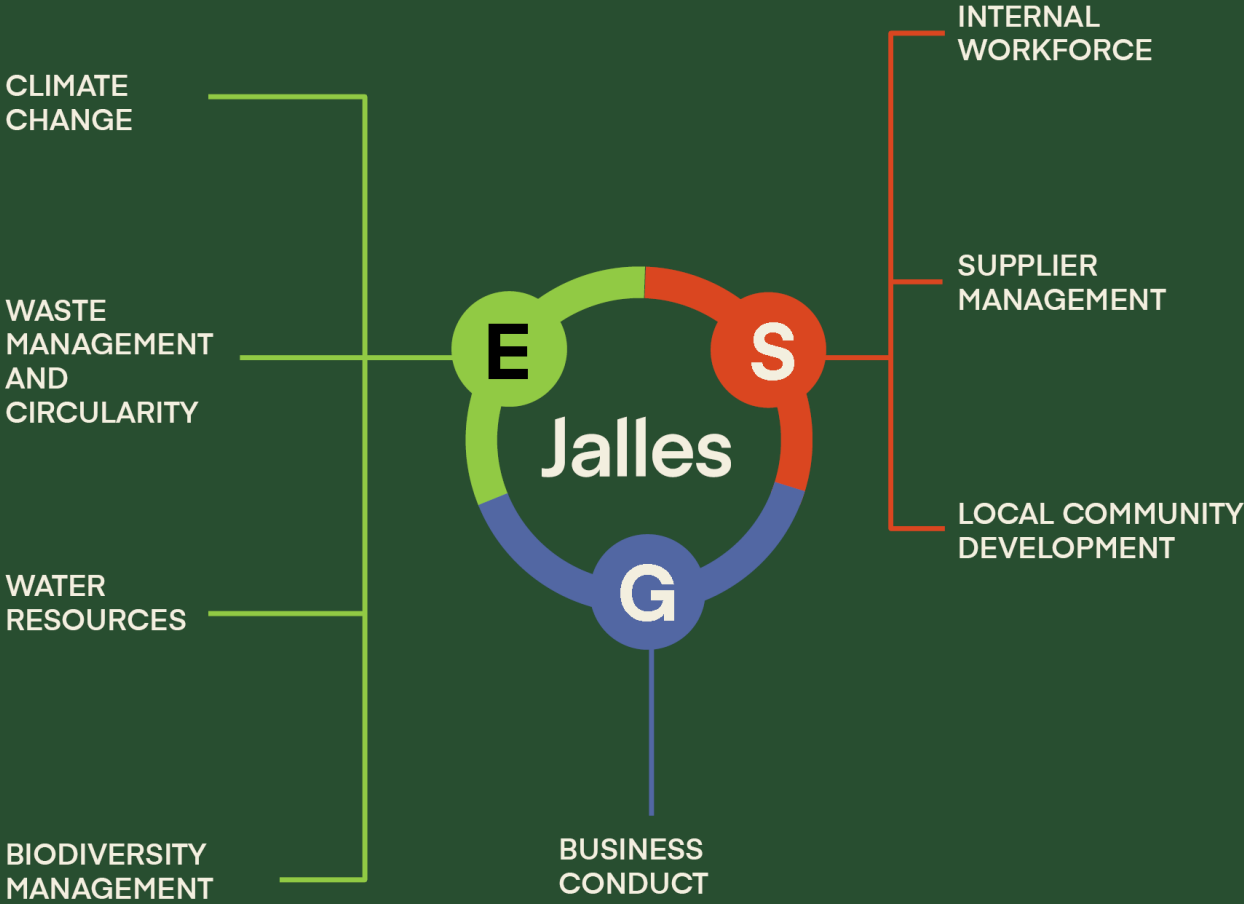 CLIMATE
CHANGE
WASTE
MANAGEMENT
AND
CIRCULARITY
WATER
RESOURCES
BIODIVERSITY
MANAGEMENT
E
S
Jalles
G
BUSINESS
CONDUCT
INTERNAL
WORKFORCE
SUPPLIER
MANAGEMENT
LOCAL COMMUNITY
DEVELOPMENT